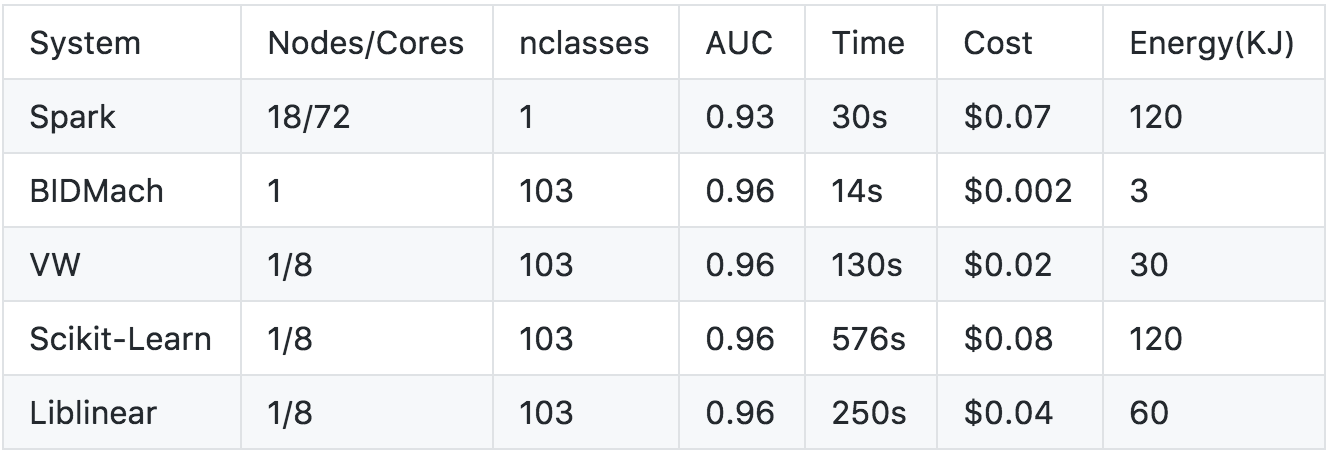 System Nodes/Cores nclasses AUC Time Cost Energy(KJ)
Spark 18/72 1 0.93 30s $0.07 120
BIDMach 1 103 0.96 14s $0.002 3
VW 1/8 103 0.96 130s $0.02 30
Scikit-Learn 1/8 103 0.96 576s $0.08 120
Liblinear 1/8 103 0.96 250s $0.04 60